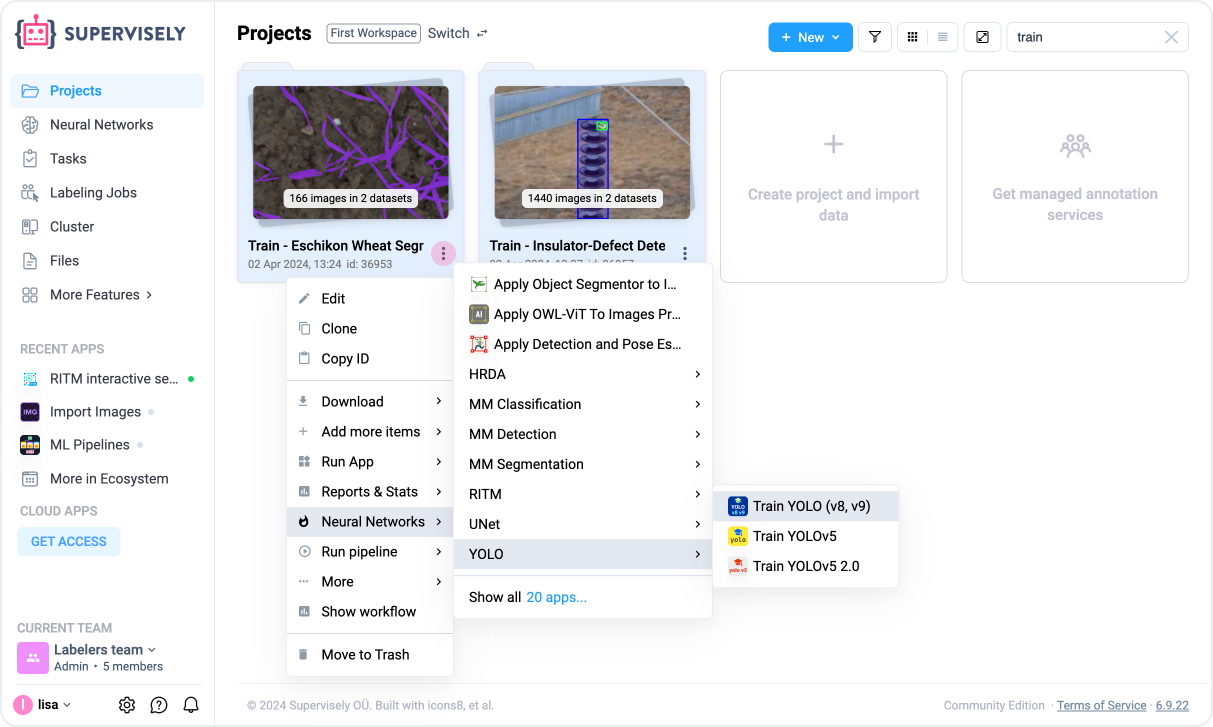 SUPERVISELY
Projects
First Workspace
Switch
+ New
train
Projects
Neural Networks
Tasks
Labeling Jobs
Cluster
Files
More Features
RECENT APPS
RITM interactive se...
IMG
Import Images
ML Pipelines
More in Ecosystem
CLOUD APPS
GET ACCESS
CURRENT TEAM
Labelers team
Admin • 5 members
l
lisa
166 images in 2 datasets
Train - Eschikon Wheat Segr
02 Apr 2024, 13:24 id: 36953
1440 images in 2 datasets
Train - Insulator-Defect Dete
Create project and import
data
Get managed annotation
services
Edit
Clone
Copy ID
Download
Add more items
Run App
Reports & Stats
Neural Networks
Run pipeline
More
Show workflow
Move to Trash
Apply Object Segmentor to I...
AI
Apply OWL-ViT To Images Pr...
Apply Detection and Pose Es...
HRDA
MM Classification
MM Detection
MM Segmentation
RITM
UNet
YOLO
Show all 20 apps...
YOLO
v8 v9
Train YOLO (v8, v9)
yolo
Train YOLOv5
yolo v5
Train YOLOv5 2.0
© 2024 Supervisely OÜ. Built with icons8, et al.
Community Edition · Terms of Service · 6.9.22